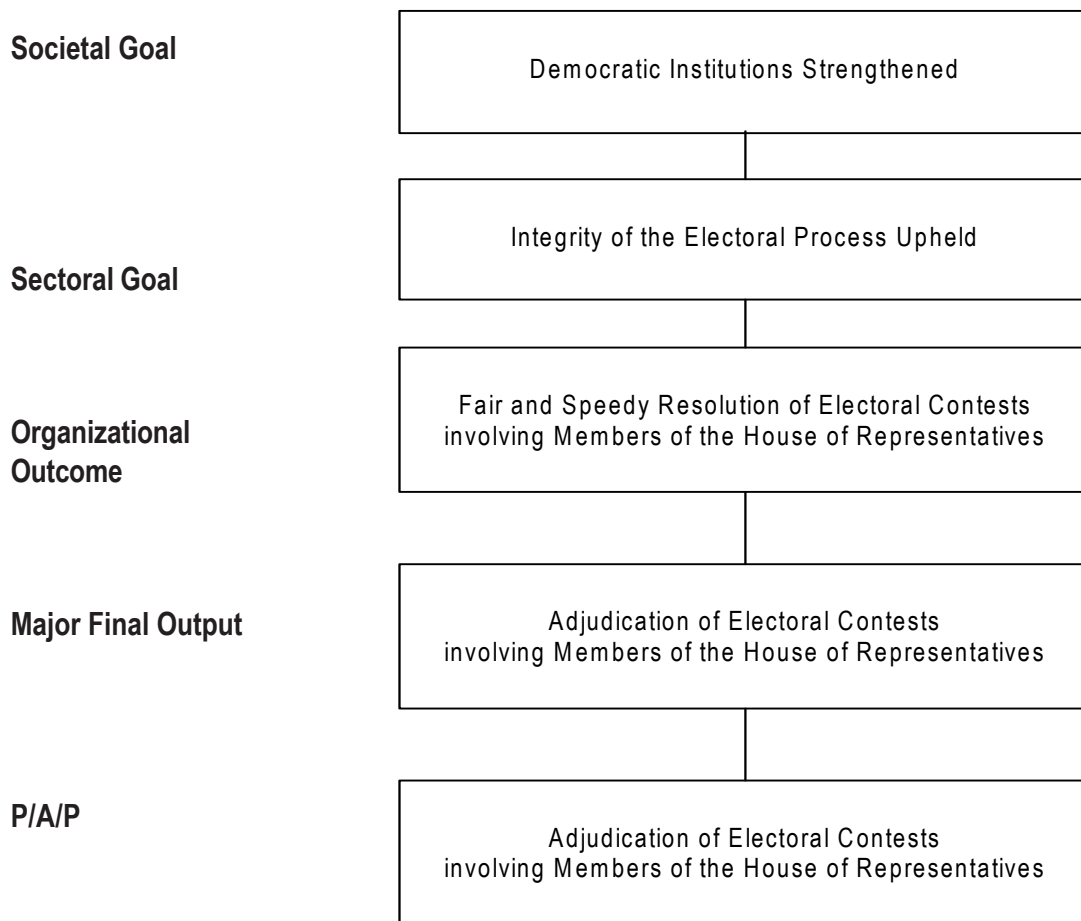 Societal Goal
Democratic Institutions Strengthened
Integrity of the Electoral Process Upheld
Sectoral Goal
Fair and Speedy Resolution of Electoral Contests
involving Members of the House of Representatives
Organizational
Outcome
Major Final Output
Adjudication of Electoral Contests
involving Members of the House of Representatives
P/A/P
Adjudication of Electoral Contests
involving Members of the House of Representatives